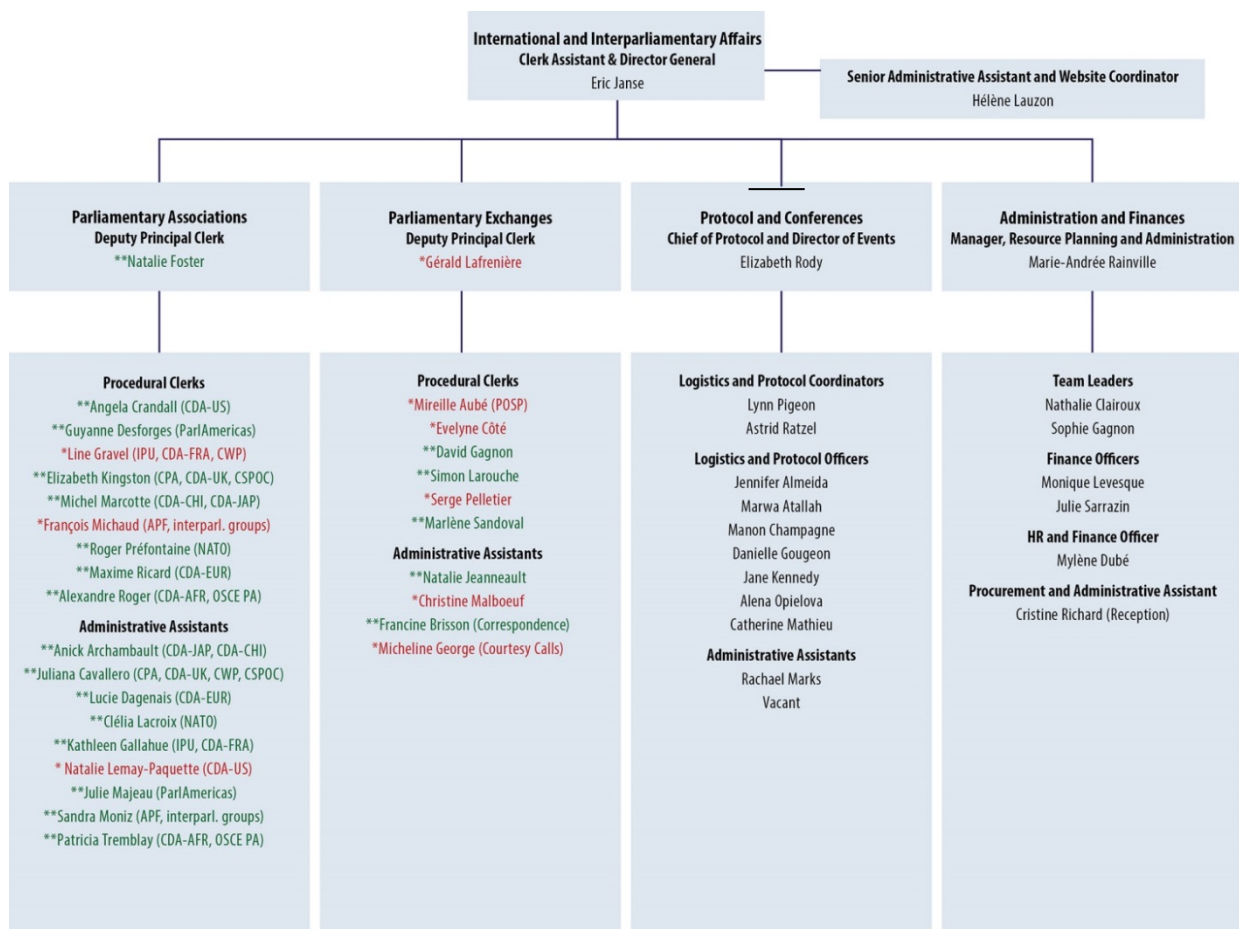 International and Interparliamentary Affairs
Clerk Assistant & Director General
Eric Janse
Senior Administrative Assistant and Website Coordinator
Hélène Lauzon
Parliamentary Associations
Deputy Principal Clerk
**Natalie Foster
Parliamentary Exchanges
Deputy Principal Clerk
*Gérald Lafrenière
Protocol and Conferences
Chief of Protocol and Director of Events
Elizabeth Rody
Administration and Finances
Manager, Resource Planning and Administration
Marie-Andrée Rainville
Procedural Clerks
**Angela Crandall (CDA-US)
**Guyanne Desforges (ParlAmericas)
*Line Gravel (IPU, CDA-FRA, CWP)
**Elizabeth Kingston (CPA, CDA-UK, CSPOC)
**Michel Marcotte (CDA-CHI, CDA-JAP)
*François Michaud (APF, interparl. groups)
**Roger Préfontaine (NATO)
**Maxime Ricard (CDA-EUR)
**Alexandre Roger (CDA-AFR, OSCE PA)
Administrative Assistants
**Anick Archambault (CDA-JAP, CDA-CHI)
**Juliana Cavallero (CPA, CDA-UK, CWP, CSPOC)
**Lucie Dagenais (CDA-EUR)
**Clélia Lacroix (NATO)
**Kathleen Gallahue (IPU, CDA-FRA)
* Natalie Lemay-Paquette (CDA-US)
**Julie Majeau (ParlAmericas)
**Sandra Moniz (APF, interparl. groups)
**Patricia Tremblay (CDA-AFR, OSCE PA)
Procedural Clerks
*Mireille Aubé (POSP)
*Evelyne Côté
**David Gagnon
**Simon Larouche
*Serge Pelletier
**Marlène Sandoval
Administrative Assistants
**Natalie Jeanneault
*Christine Malboeuf
**Francine Brisson (Correspondence)
*Micheline George (Courtesy Calls)
Logistics and Protocol Coordinators
Lynn Pigeon
Astrid Ratzel
Logistics and Protocol Officers
Jennifer Almeida
Marwa Atallah
Manon Champagne
Danielle Gougeon
Jane Kennedy
Alena Opielova
Catherine Mathieu
Administrative Assistants
Rachael Marks
Vacant
Team Leaders
Nathalie Clairoux
Sophie Gagnon
Finance Officers
Monique Levesque
Julie Sarrazin
HR and Finance Officer
Mylène Dubé
Procurement and Administrative Assistant
Cristine Richard (Reception)